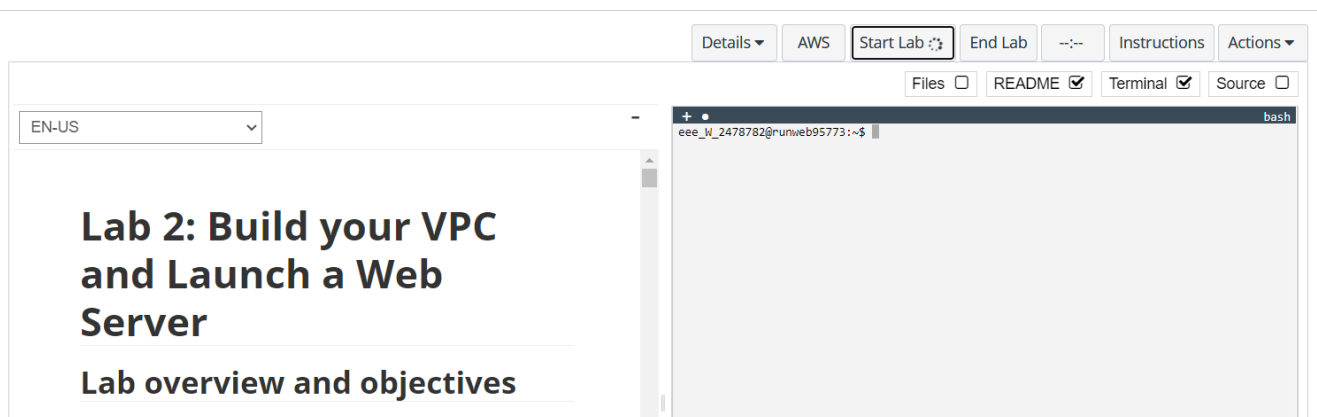 Details AWS Start Lab End Lab --:-- Instructions Actions
Files README Terminal Source
EN-US
-
+ bash
eee_W_2478782@runweb95773:~$
Lab 2: Build your VPC
and Launch a Web
Server
Lab overview and objectives